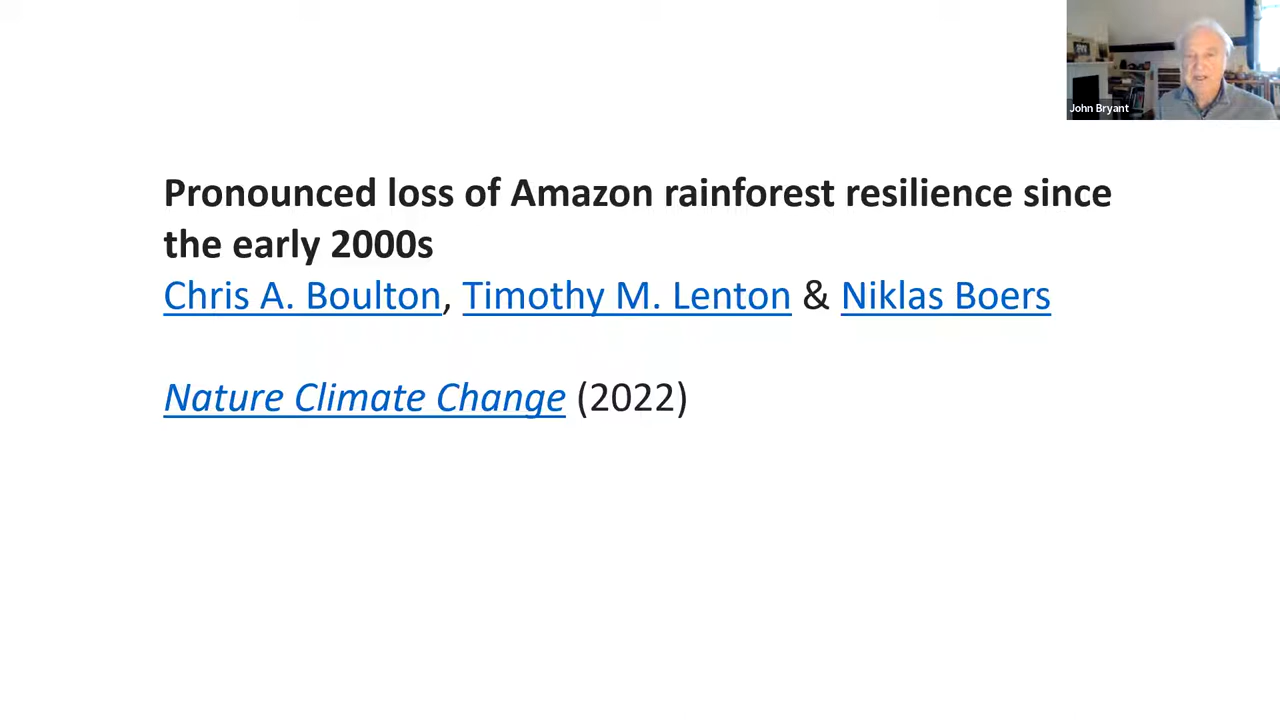 John Bryant
Pronounced loss of Amazon rainforest resilience since
the early 2000s
Chris A. Boulton, Timothy M. Lenton & Niklas Boers
Nature Climate Change (2022)